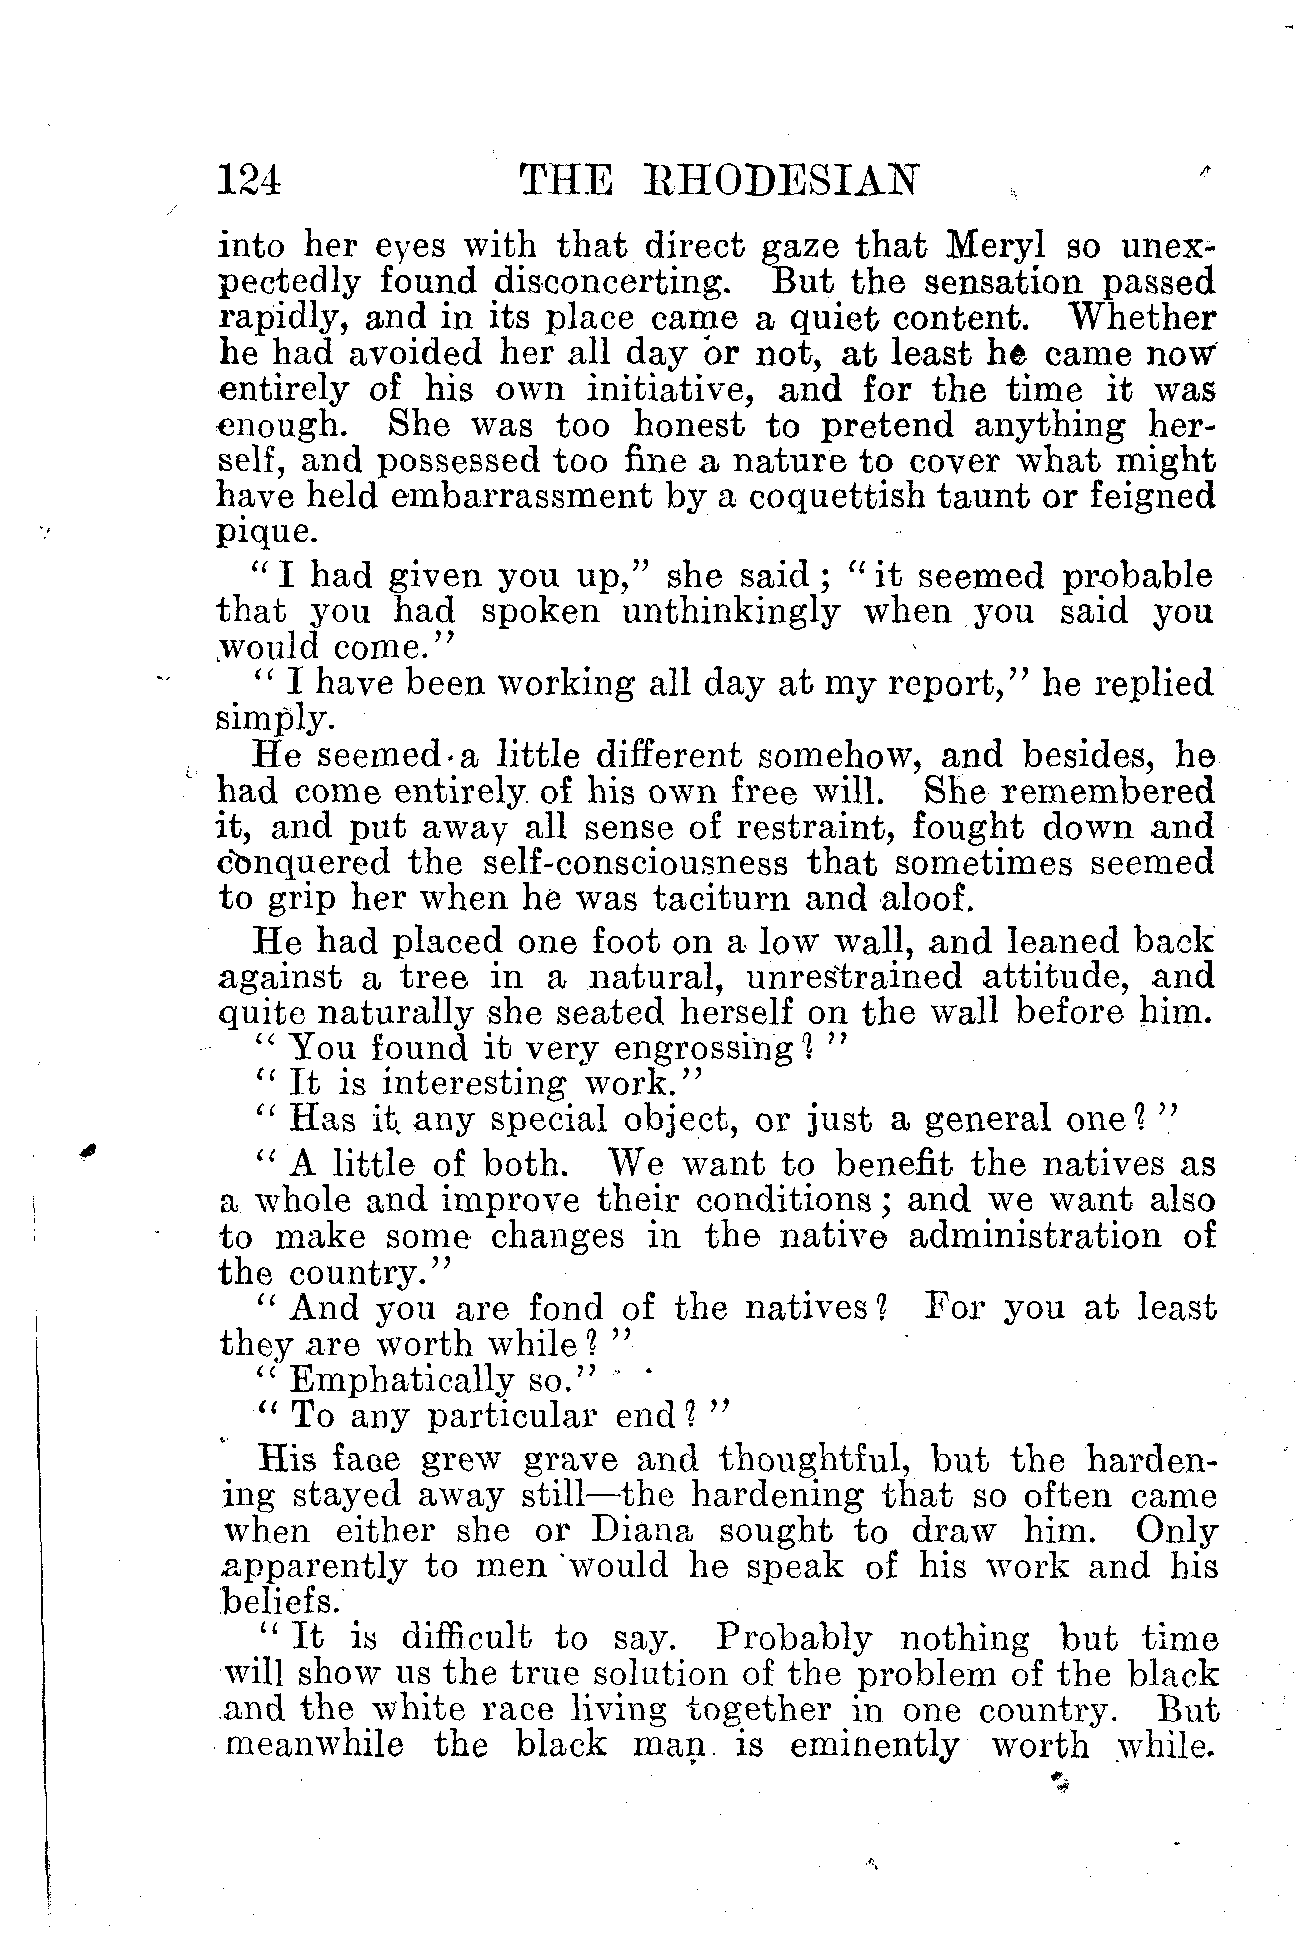 124 THE RHODESIAN
into her eyes with that direct gaze that Meryl so unex-
pectedly found disconcerting. But the sensation passed
rapidly, and in its place came a quiet content. Whether
he had avoided her all day or not, at least he came now
entirely of his own initiative, and for the time it was
enough. She was too honest to pretend anything her-
self, and possessed too fine a nature to cover what might
have held embarrassment by a coquettish taunt or feigned
pique.
“I had given you up,” she said; “it seemed probable
that you had spoken unthinkingly when you said you
would come.”
“I have been working all day at my report,” he replied
simply.
He seemed a little different somehow, and besides, he
had come entirely of his own free will. She remembered
it, and put away all sense of restraint, fought down and
conquered the self-consciousness that sometimes seemed
to grip her when he was taciturn and aloof.
He had placed one foot on a low wall, and leaned back
against a tree in a natural, unrestrained attitude, and
quite naturally she seated herself on the wall before him.
“You found it very engrossing?”
“It is interesting work.”
“Has it any special object, or just a general one?”
“A little of both. We want to benefit the natives as
a whole and improve their conditions; and we want also
to make some changes in the native administration of
the country.”
“And you are fond of the natives? For you at least
they are worth while?”
“Emphatically so.”
“To any particular end?”
His face grew grave and thoughtful, but the harden-
ing stayed away still—the hardening that so often came
when either she or Diana sought to draw him. Only
apparently to men would he speak of his work and his
beliefs.
“It is difficult to say. Probably nothing but time
will show us the true solution of the problem of the black
and the white race living together in one country. But
meanwhile the black man is eminently worth while.